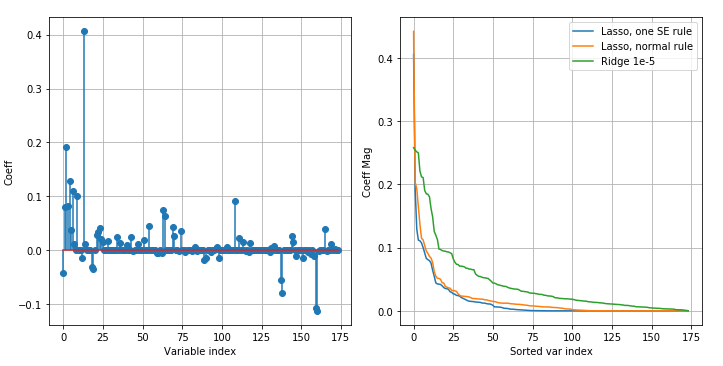 0.4
0.3
0.2
0.1
0.0
−0.1
Coeff
0 25 50 75 100 125 150 175
Variable index
0.4
0.3
0.2
0.1
0.0
Coeff Mag
Lasso, one SE rule
Lasso, normal rule
Ridge 1e-5
0 25 50 75 100 125 150 175
Sorted var index